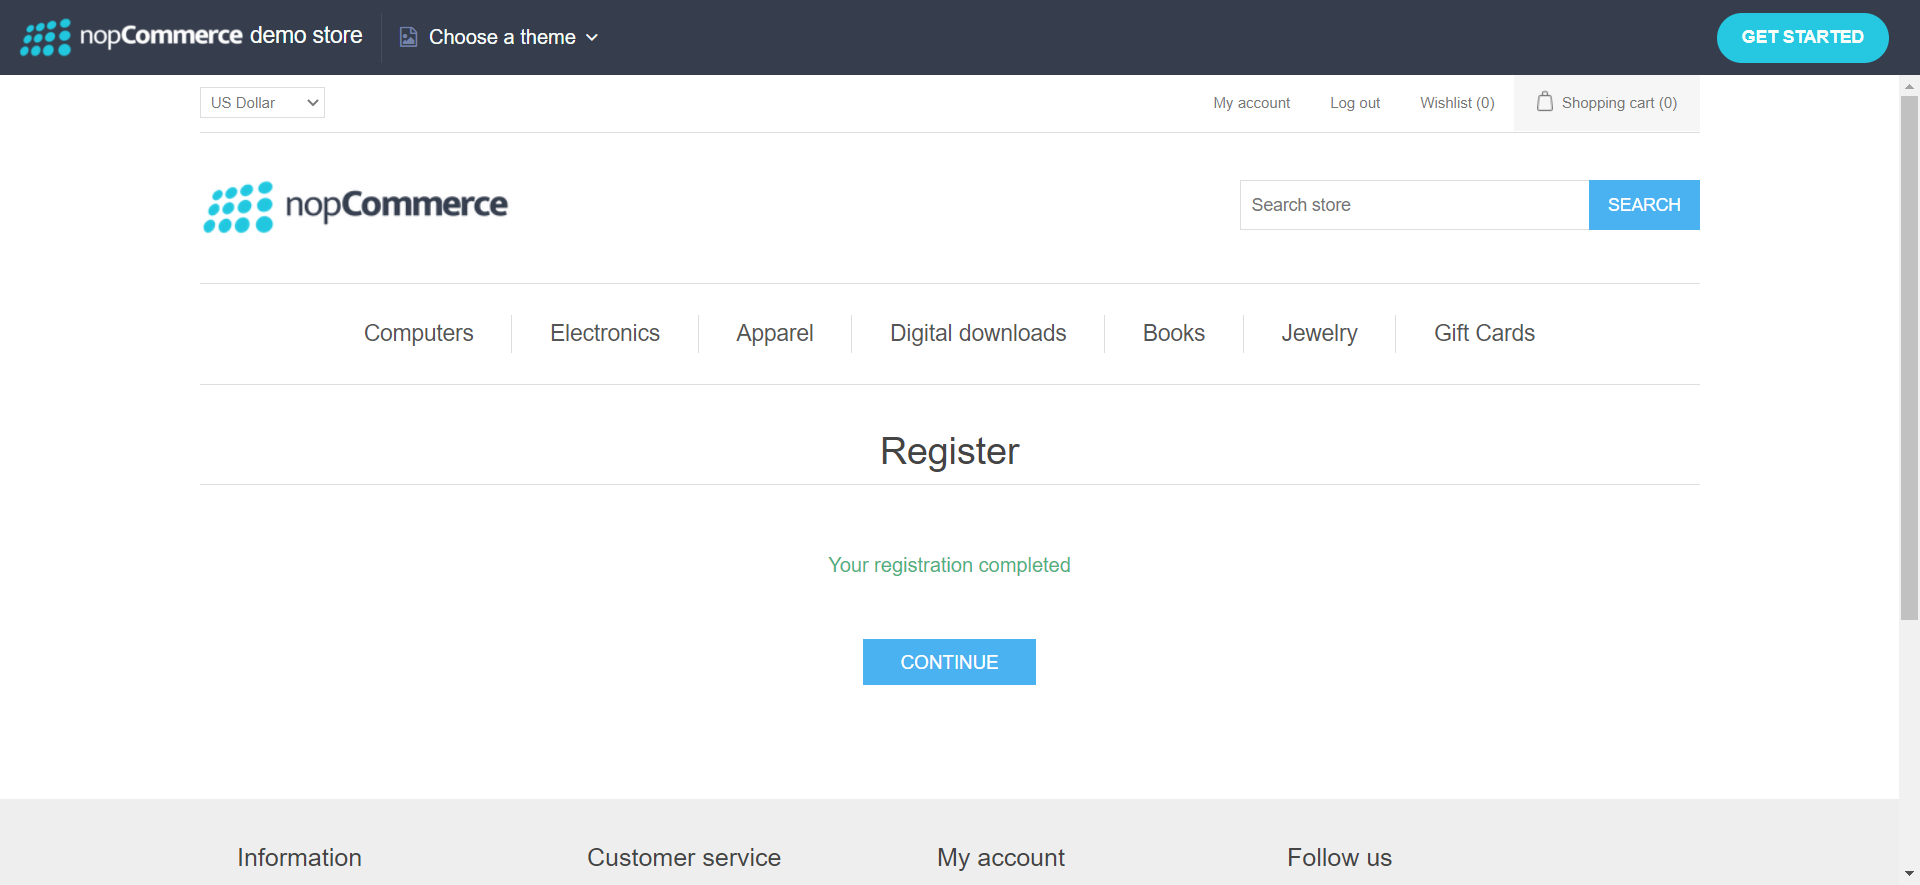 nopCommerce demo store
Choose a theme
GET STARTED
US Dollar
My account
Log out
Wishlist (0)
Shopping cart (0)
nopCommerce
Search store
SEARCH
Computers
Electronics
Apparel
Digital downloads
Books
Jewelry
Gift Cards
Register
Your registration completed
CONTINUE
Information
Customer service
My account
Follow us